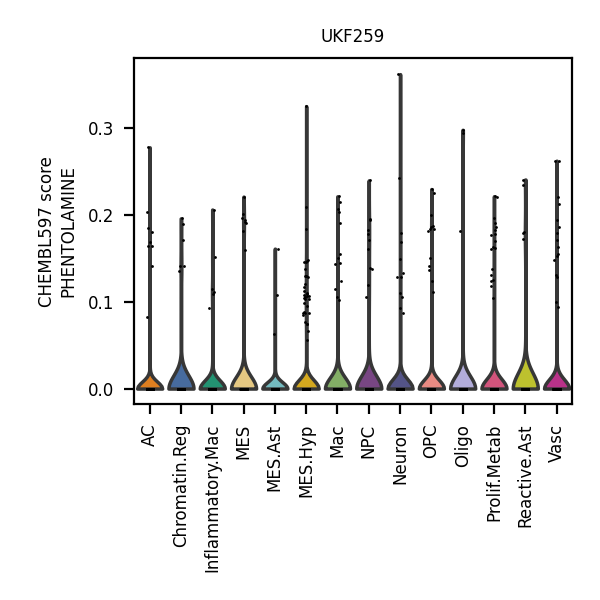 UKF259
CHEMBL597 score
PHENTOLAMINE
0.3
0.2
0.1
0.0
AC
Chromatin.Reg
Inflammatory.Mac
MES
MES.Ast
MES.Hyp
Mac
NPC
Neuron
OPC
Oligo
Prolif.Metab
Reactive.Ast
Vasc